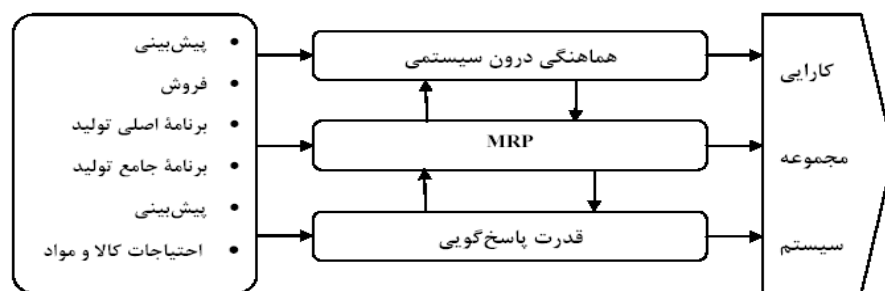 پیش‌بینی
فروش
برنامهٔ اصلی تولید
برنامهٔ جامع تولید
پیش‌بینی
احتیاجات کالا و مواد
هماهنگی درون سیستمی
MRP
قدرت پاسخ‌گویی
کارایی
مجموعه
سیستم